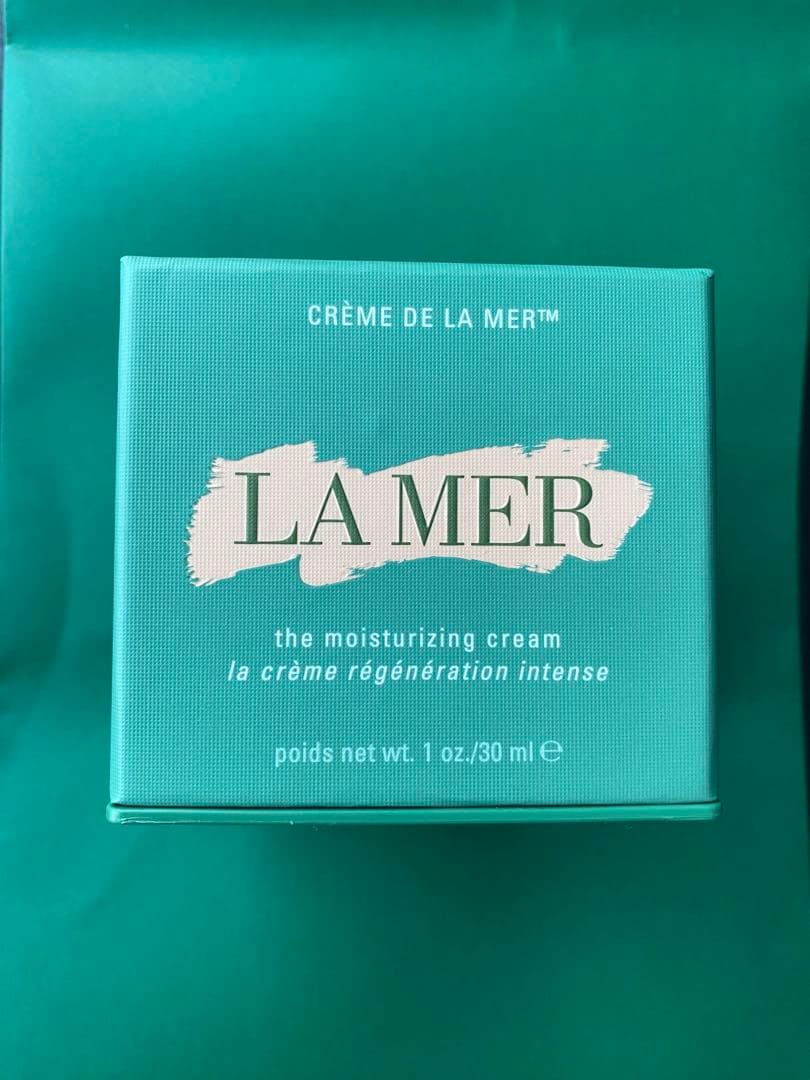 CRÈME DE LA MER™
LA MER
the moisturizing cream
la crème régénération intense
poids net wt. 1 oz./30 ml ℮